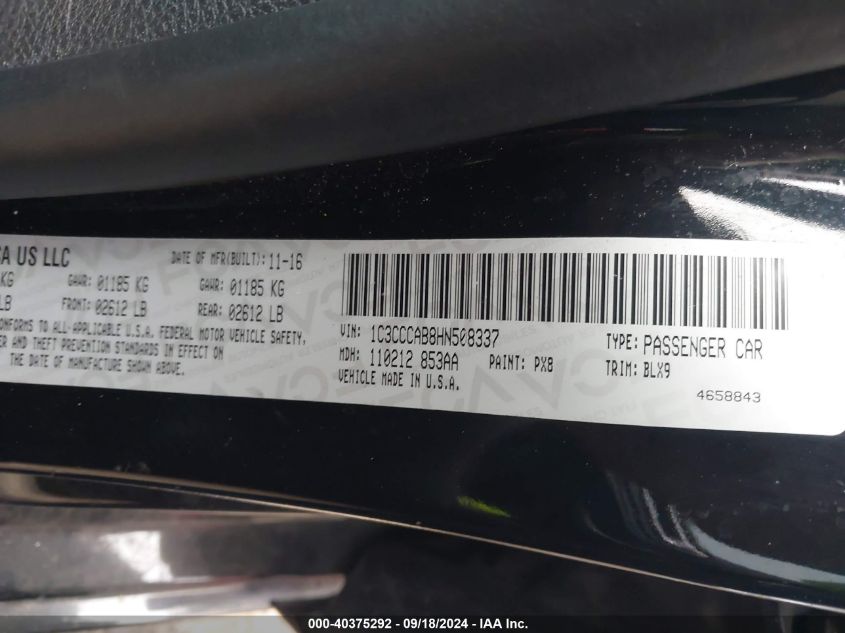 CA US LLC
DATE OF MFR(BUILT): 11-16
KG GAWR: 01185 KG GAWR: 01185 KG
LB FRONT: 02612 LB REAR: 02612 LB
CONFORMS TO ALL APPLICABLE U.S.A. FEDERAL MOTOR VEHICLE SAFETY,
ER AND THEFT PREVENTION STANDARDS IN EFFECT ON
THE DATE OF MANUFACTURE SHOWN ABOVE.
VIN: 1C3CCCAB8HN508337 TYPE: PASSENGER CAR
MDH: 110212 853AA PAINT: PX8 TRIM: BLX9
VEHICLE MADE IN U.S.A.
4658843
000-40375292 - 09/18/2024 - IAA Inc.